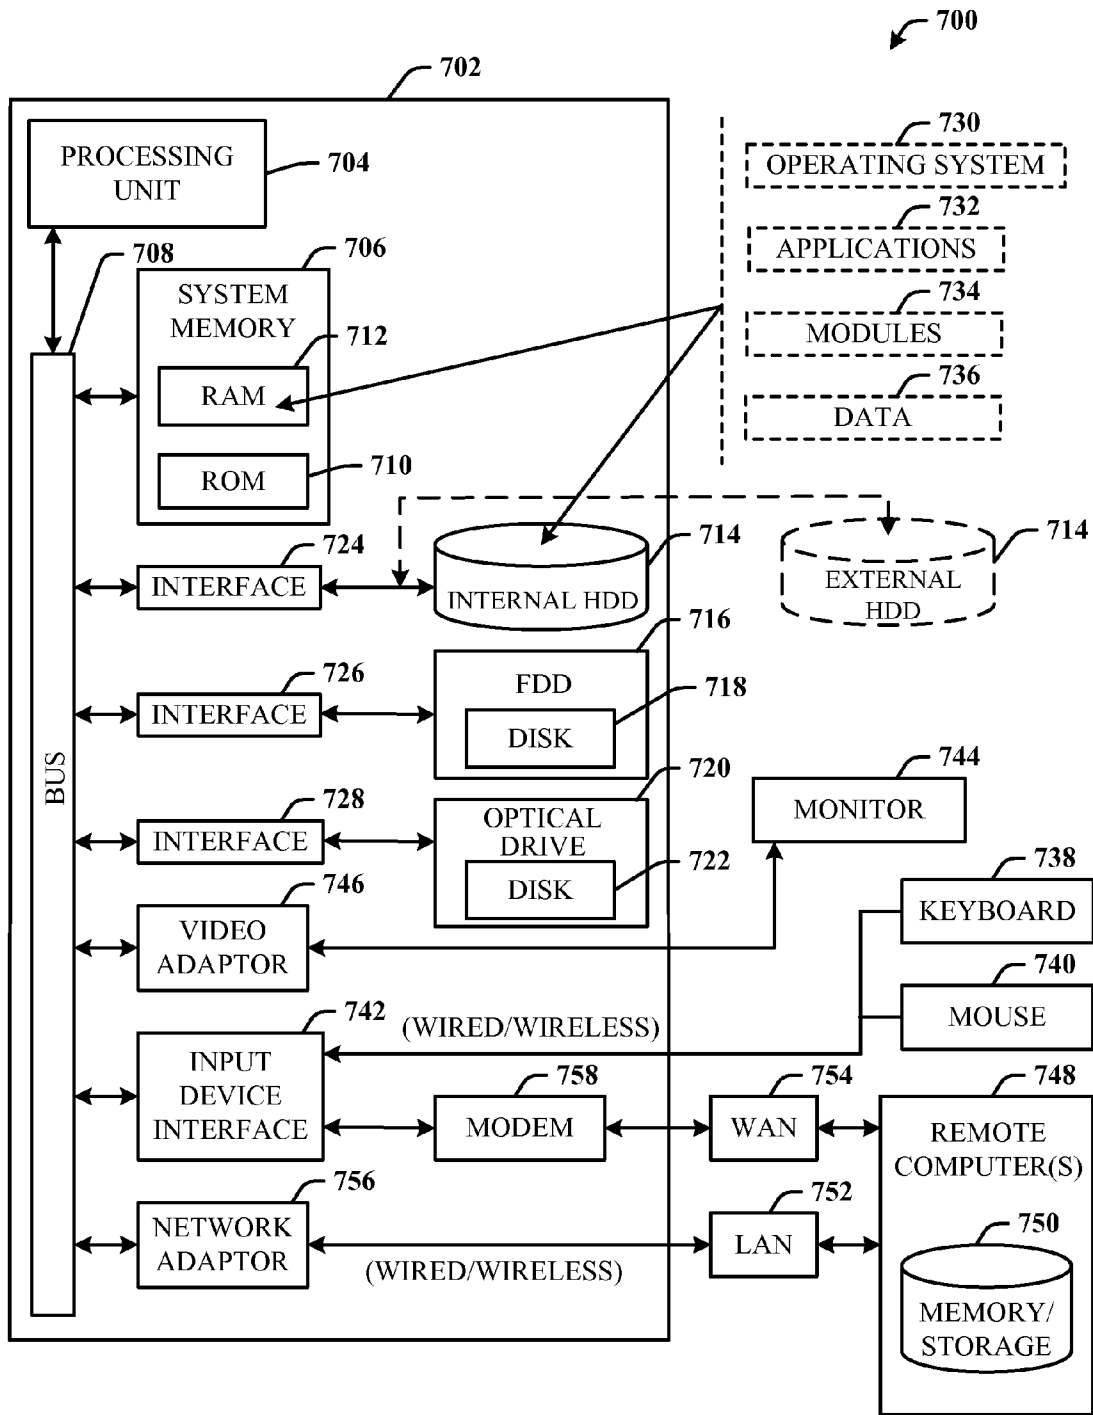 700
702
PROCESSING
UNIT
704
730
OPERATING SYSTEM
732
APPLICATIONS
734
MODULES
736
DATA
708
706
SYSTEM
MEMORY
712
RAM
710
ROM
724
INTERFACE
714
INTERNAL HDD
714
EXTERNAL
HDD
716
FDD
718
DISK
726
INTERFACE
BUS
720
OPTICAL
DRIVE
722
DISK
728
INTERFACE
744
MONITOR
746
VIDEO
ADAPTOR
738
KEYBOARD
740
MOUSE
742
INPUT
DEVICE
INTERFACE
(WIRED/WIRELESS)
758
MODEM
754
WAN
748
REMOTE
COMPUTER(S)
756
NETWORK
ADAPTOR
(WIRED/WIRELESS)
752
LAN
750
MEMORY/
STORAGE